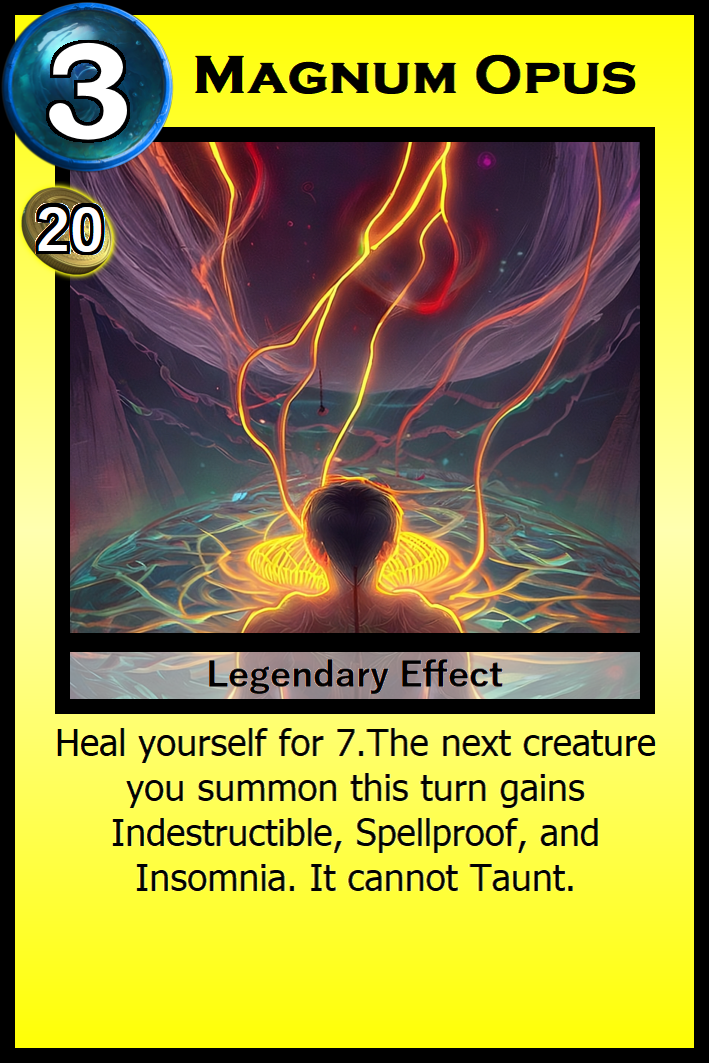 3
Magnum Opus
20
Legendary Effect
Heal yourself for 7.The next creature
you summon this turn gains
Indestructible, Spellproof, and
Insomnia. It cannot Taunt.